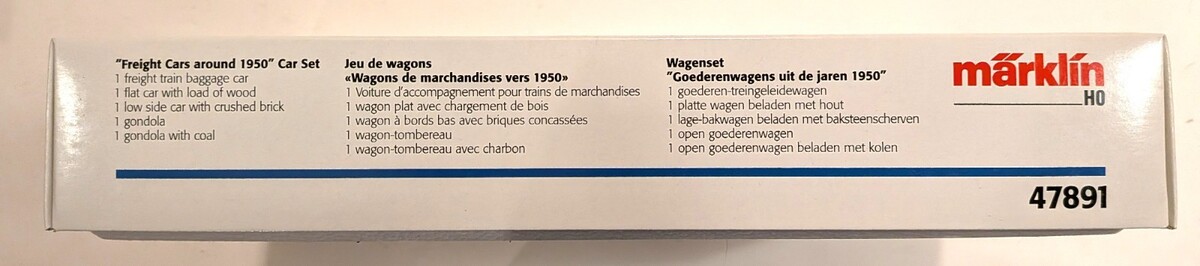 "Freight Cars around 1950" Car Set
1 freight train baggage car
1 flat car with load of wood
1 low side car with crushed brick
1 gondola
1 gondola with coal
Jeu de wagons
«Wagons de marchandises vers 1950»
1 Voiture d'accompagnement pour trains de marchandises
1 wagon plat avec chargement de bois
1 wagon à bords bas avec briques concassées
1 wagon-tombereau
1 wagon-tombereau avec charbon
Wagenset
"Goederenwagens uit de jaren 1950"
1 goederen-treingeleidewagen
1 platte wagen beladen met hout
1 lage-bakwagen beladen met baksteenscherven
1 open goederenwagen
1 open goederenwagen beladen met kolen
märklin
HO
47891